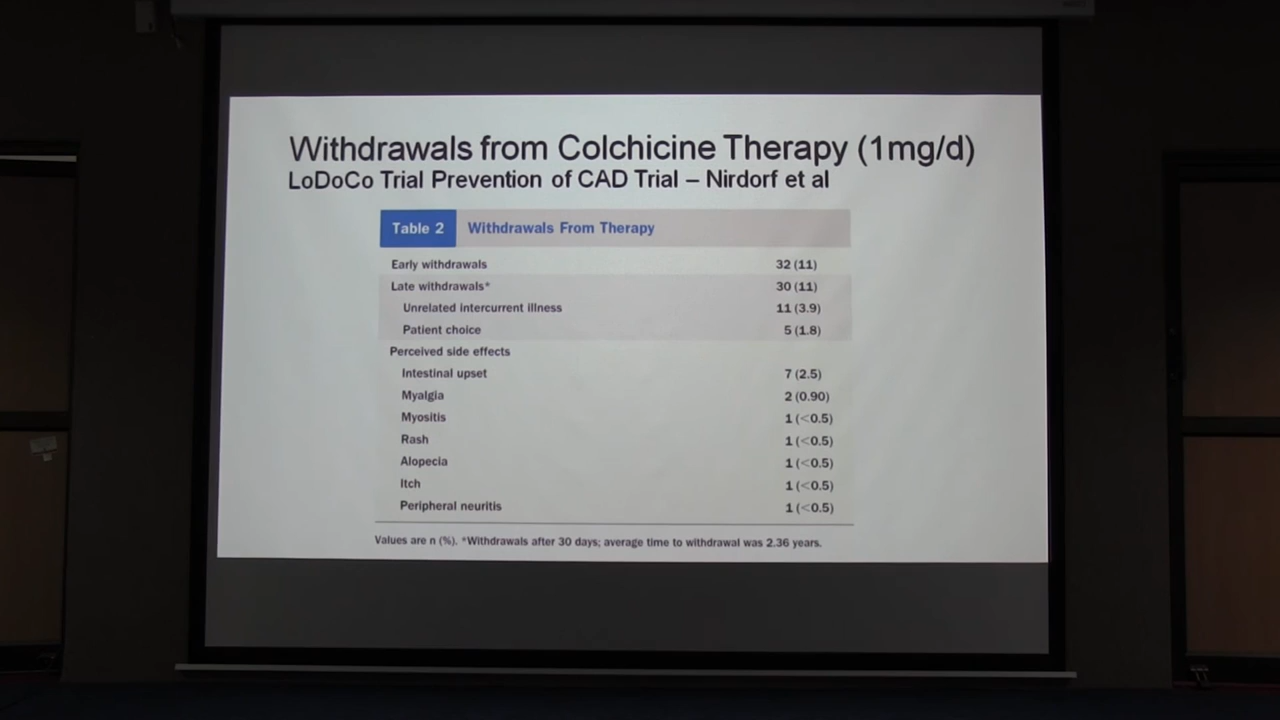 Withdrawals from Colchicine Therapy (1mg/d)
LoDoCo Trial Prevention of CAD Trial – Nirdorf et al
Table 2 Withdrawals From Therapy
Early withdrawals 32 (11)
Late withdrawals* 30 (11)
Unrelated intercurrent illness 11 (3.9)
Patient choice 5 (1.8)
Perceived side effects
Intestinal upset 7 (2.5)
Myalgia 2 (0.90)
Myositis 1 (<0.5)
Rash 1 (<0.5)
Alopecia 1 (<0.5)
Itch 1 (<0.5)
Peripheral neuritis 1 (<0.5)
Values are n (%). *Withdrawals after 30 days; average time to withdrawal was 2.36 years.